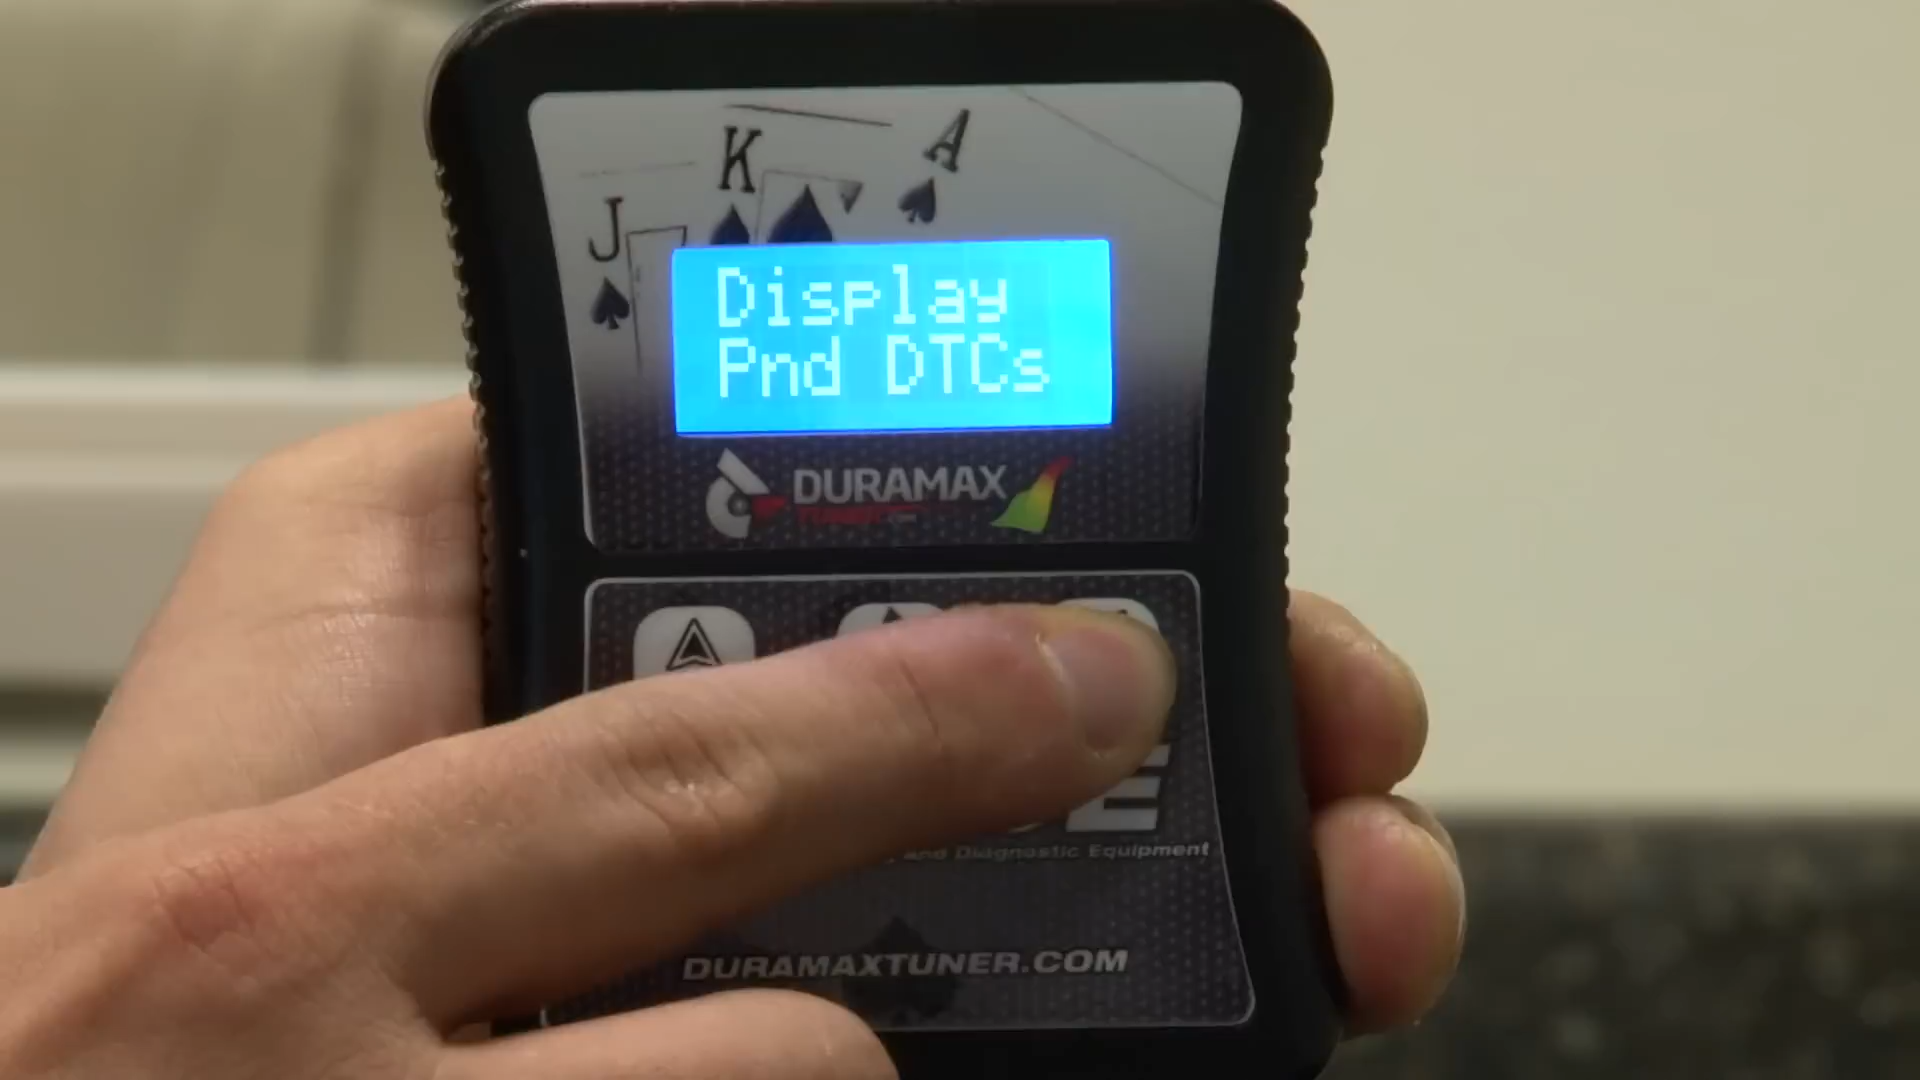 K
A
J
Display
Pnd DTCs
DURAMAX
and Diagnostic Equipment
DURAMAXTUNER.COM